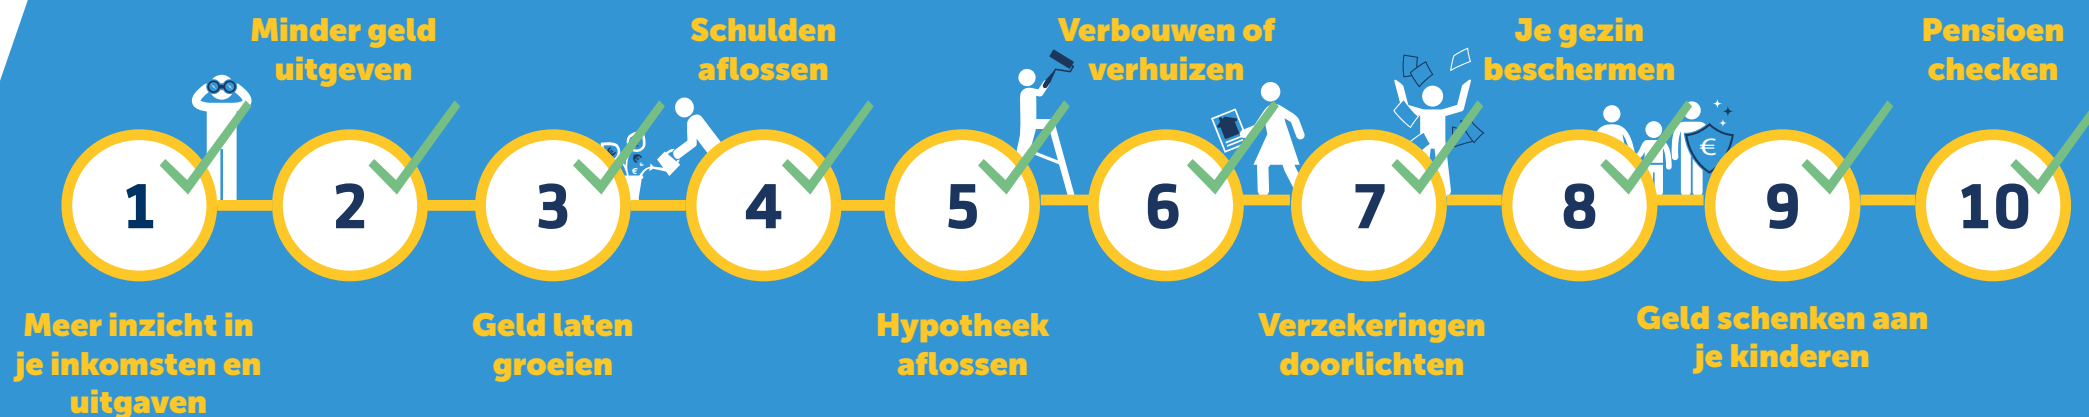 1
Meer inzicht in
je inkomsten en
uitgaven
Minder geld
uitgeven
2
3
Geld laten
groeien
Schulden
aflossen
4
5
Hypotheek
aflossen
Verbouwen of
verhuizen
6
7
Verzekeringen
doorlichten
Je gezin
beschermen
8
€
9
Geld schenken aan
je kinderen
Pensioen
checken
10